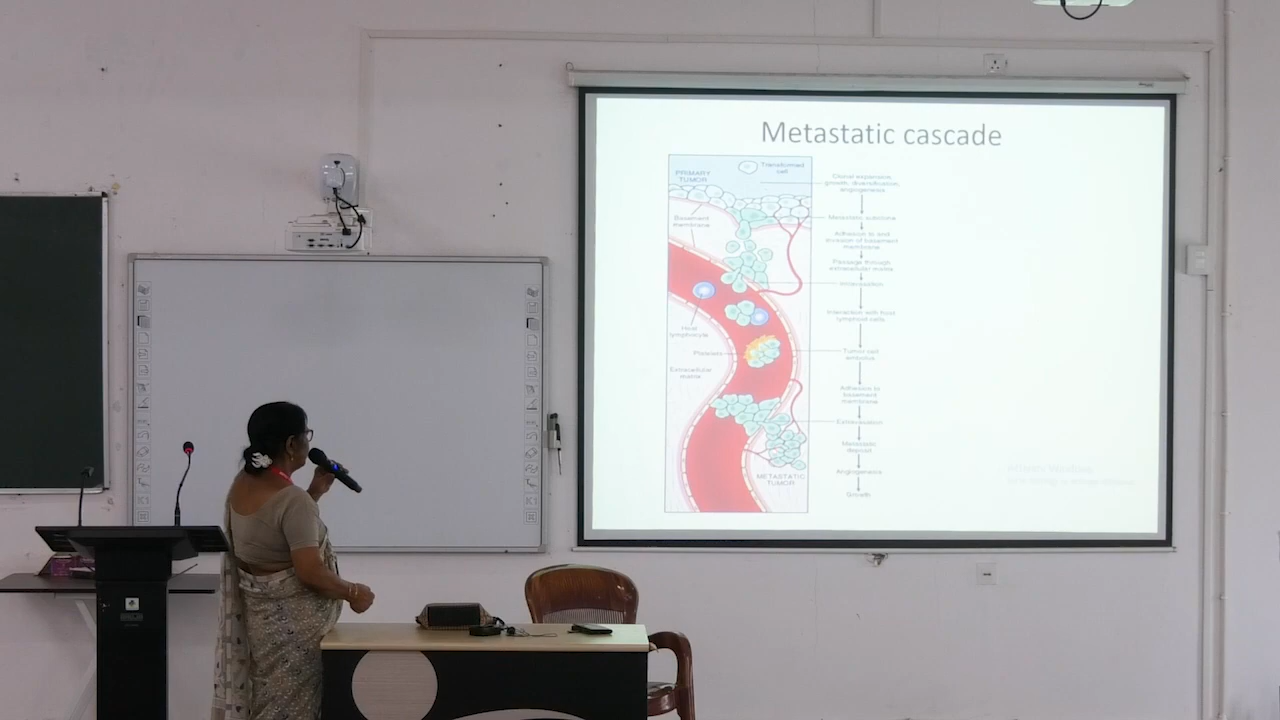 Metastatic cascade
PRIMARY
TUMOR
Transformed
cell
Basement
membrane
Host
lymphocyte
Platelets
Extracellular
matrix
METASTATIC
TUMOR
Clonal expansion,
growth, diversification,
angiogenesis
Metastatic subclone
Adhesion to and
invasion of basement
membrane
Passage through
extracellular matrix
Intravasation
Interaction with host
lymphoid cells
Tumor cell
embolus
Adhesion to
basement
membrane
Extravasation
Metastatic
deposit
Angiogenesis
Growth
Activate Windows